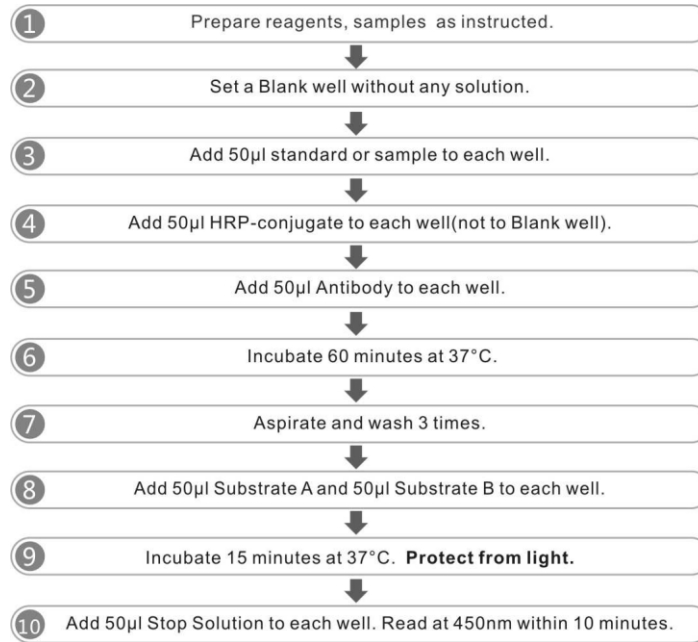 1 Prepare reagents, samples as instructed.
2 Set a Blank well without any solution.
3 Add 50μl standard or sample to each well.
4 Add 50μl HRP-conjugate to each well(not to Blank well).
5 Add 50μl Antibody to each well.
6 Incubate 60 minutes at 37°C.
7 Aspirate and wash 3 times.
8 Add 50μl Substrate A and 50μl Substrate B to each well.
9 Incubate 15 minutes at 37°C. Protect from light.
10 Add 50μl Stop Solution to each well. Read at 450nm within 10 minutes.